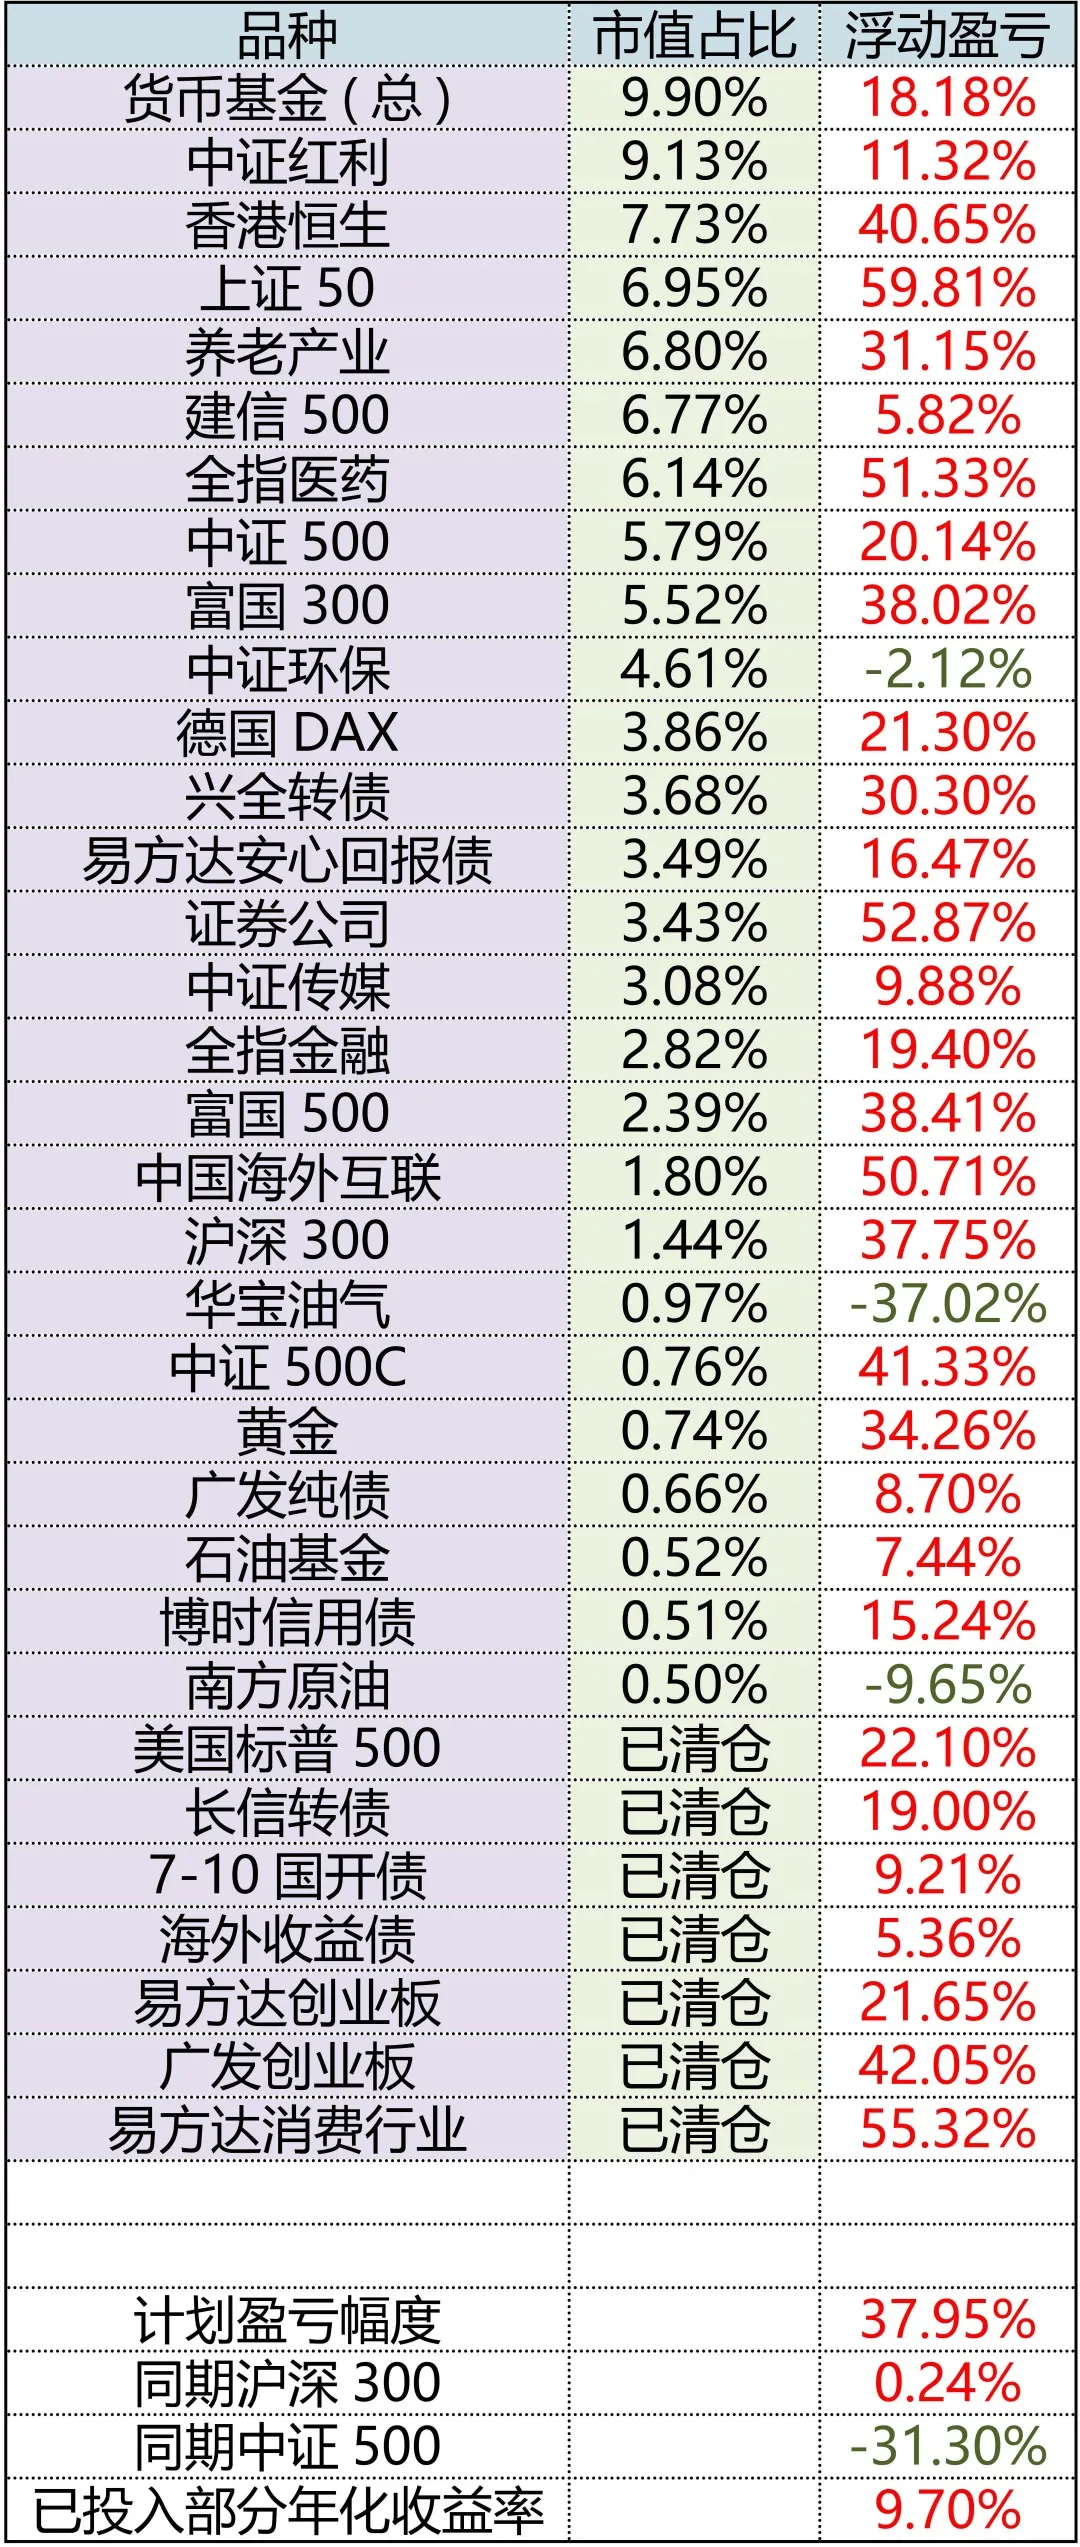 品种 市值占比 浮动盈亏
货币基金(总) 9.90% 18.18%
中证红利 9.13% 11.32%
香港恒生 7.73% 40.65%
上证 50 6.95% 59.81%
养老产业 6.80% 31.15%
建信 500 6.77% 5.82%
全指医药 6.14% 51.33%
中证 500 5.79% 20.14%
富国 300 5.52% 38.02%
中证环保 4.61% -2.12%
德国 DAX 3.86% 21.30%
兴全转债 3.68% 30.30%
易方达安心回报债 3.49% 16.47%
证券公司 3.43% 52.87%
中证传媒 3.08% 9.88%
全指金融 2.82% 19.40%
富国 500 2.39% 38.41%
中国海外互联 1.80% 50.71%
沪深 300 1.44% 37.75%
华宝油气 0.97% -37.02%
中证 500C 0.76% 41.33%
黄金 0.74% 34.26%
广发纯债 0.66% 8.70%
石油基金 0.52% 7.44%
博时信用债 0.51% 15.24%
南方原油 0.50% -9.65%
美国标普 500 已清仓 22.10%
长信转债 已清仓 19.00%
7-10 国开债 已清仓 9.21%
海外收益债 已清仓 5.36%
易方达创业板 已清仓 21.65%
广发创业板 已清仓 42.05%
易方达消费行业 已清仓 55.32%
计划盈亏幅度 37.95%
同期沪深 300 0.24%
同期中证 500 -31.30%
已投入部分年化收益率 9.70%